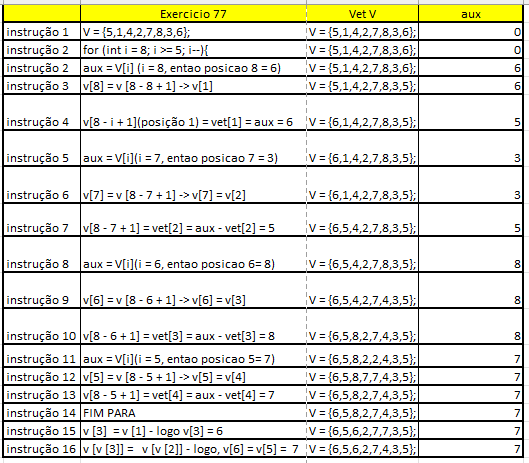 Exercicio 77 Vet V aux
instrução 1 V = {5,1,4,2,7,8,3,6}; V = {5,1,4,2,7,8,3,6}; 0
instrução 2 for (int i = 8; i >= 5; i--){ V = {5,1,4,2,7,8,3,6}; 0
instrução 2 aux = V[i] (i = 8, entao posicao 8 = 6) V = {5,1,4,2,7,8,3,6}; 6
instrução 3 v[8] = v [8 - 8 + 1] -> v[1] V = {5,1,4,2,7,8,3,5}; 6
instrução 4 v[8 - i + 1](posição 1) = vet[1] = aux = 6 V = {6,1,4,2,7,8,3,5}; 5
instrução 5 aux = V[i](i = 7, entao posicao 7 = 3) V = {6,1,4,2,7,8,3,5}; 3
instrução 6 v[7] = v [8 - 7 + 1] -> v[7] = v[2] V = {6,1,4,2,7,8,3,5}; 3
instrução 7 v[8 - 7 + 1] = vet[2] = aux - vet[2] = 5 V = {6,5,4,2,7,8,3,5}; 5
instrução 8 aux = V[i](i = 6, entao posicao 6= 8) V = {6,5,4,2,7,8,3,5}; 8
instrução 9 v[6] = v [8 - 6 + 1] -> v[6] = v[3] V = {6,5,4,2,7,4,3,5}; 8
instrução 10 v[8 - 6 + 1] = vet[3] = aux - vet[3] = 8 V = {6,5,8,2,7,4,3,5}; 8
instrução 11 aux = V[i](i = 5, entao posicao 5= 7) V = {6,5,8,2,2,4,3,5}; 7
instrução 12 v[5] = v [8 - 5 + 1] -> v[5] = v[4] V = {6,5,8,7,7,4,3,5}; 7
instrução 13 v[8 - 5 + 1] = vet[4] = aux - vet[4] = 7 V = {6,5,8,2,7,4,3,5}; 7
instrução 14 FIM PARA V = {6,5,8,2,7,4,3,5}; 7
instrução 15 v [3] = v [1] - logo v[3] = 6 V = {6,5,6,2,7,7,3,5}; 7
instrução 16 v [v [3]] = v [v [2]] - logo, v[6] = v[5] = 7 V = {6,5,6,2,7,4,3,5}; 7